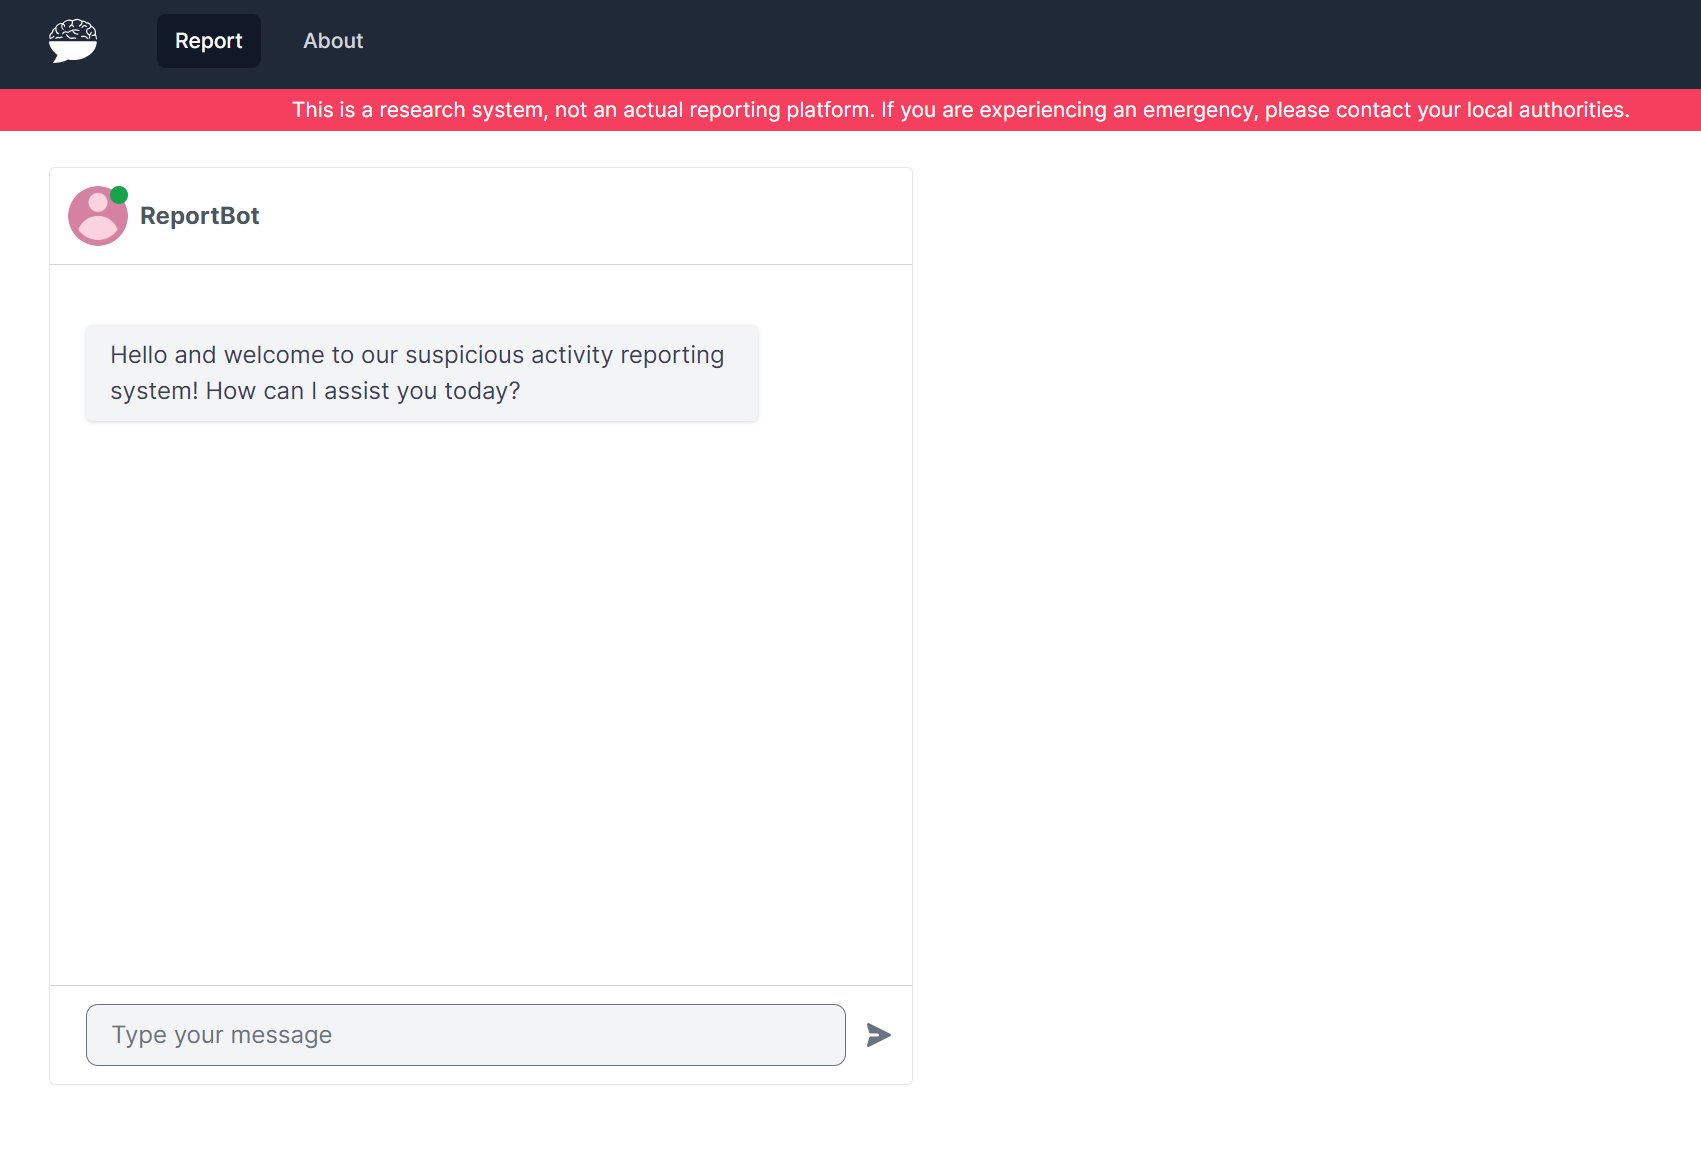 Report
About
This is a research system, not an actual reporting platform. If you are experiencing an emergency, please contact your local authorities.
ReportBot
Hello and welcome to our suspicious activity reporting
system! How can I assist you today?
Type your message